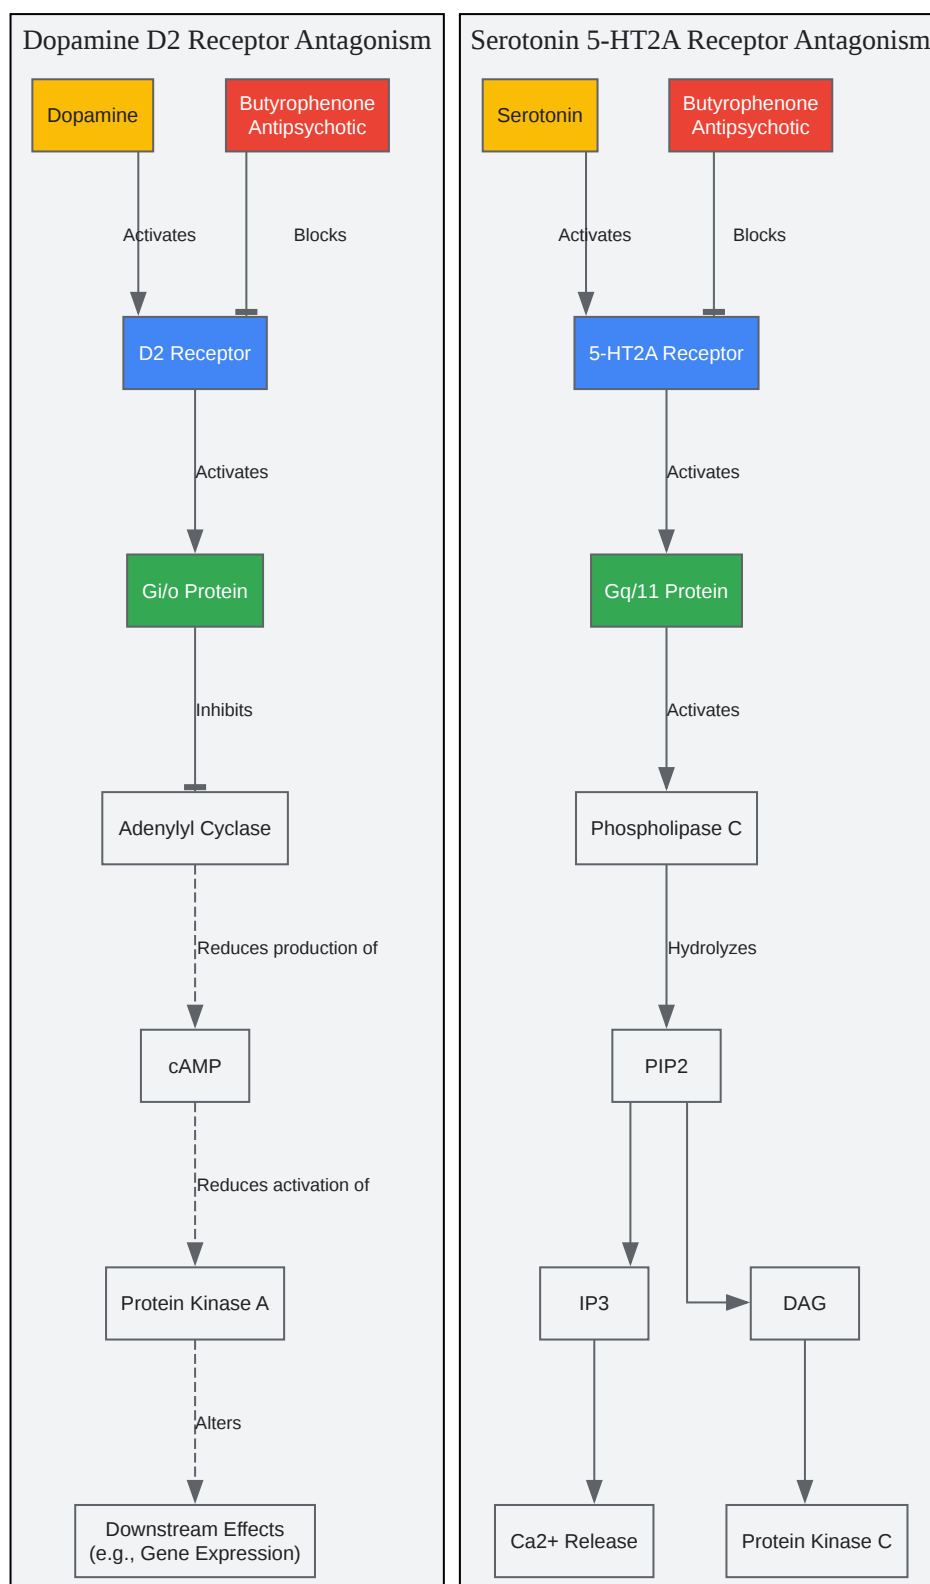 Dopamine D2 Receptor Antagonism
Dopamine
Butyrophenone
Antipsychotic
Activates
Blocks
D2 Receptor
Activates
Gi/o Protein
Inhibits
Adenylyl Cyclase
Reduces production of
cAMP
Reduces activation of
Protein Kinase A
Alters
Downstream Effects
(e.g., Gene Expression)
Serotonin 5-HT2A Receptor Antagonism
Serotonin
Butyrophenone
Antipsychotic
Activates
Blocks
5-HT2A Receptor
Activates
Gq/11 Protein
Activates
Phospholipase C
Hydrolyzes
PIP2
IP3
DAG
Ca2+ Release
Protein Kinase C